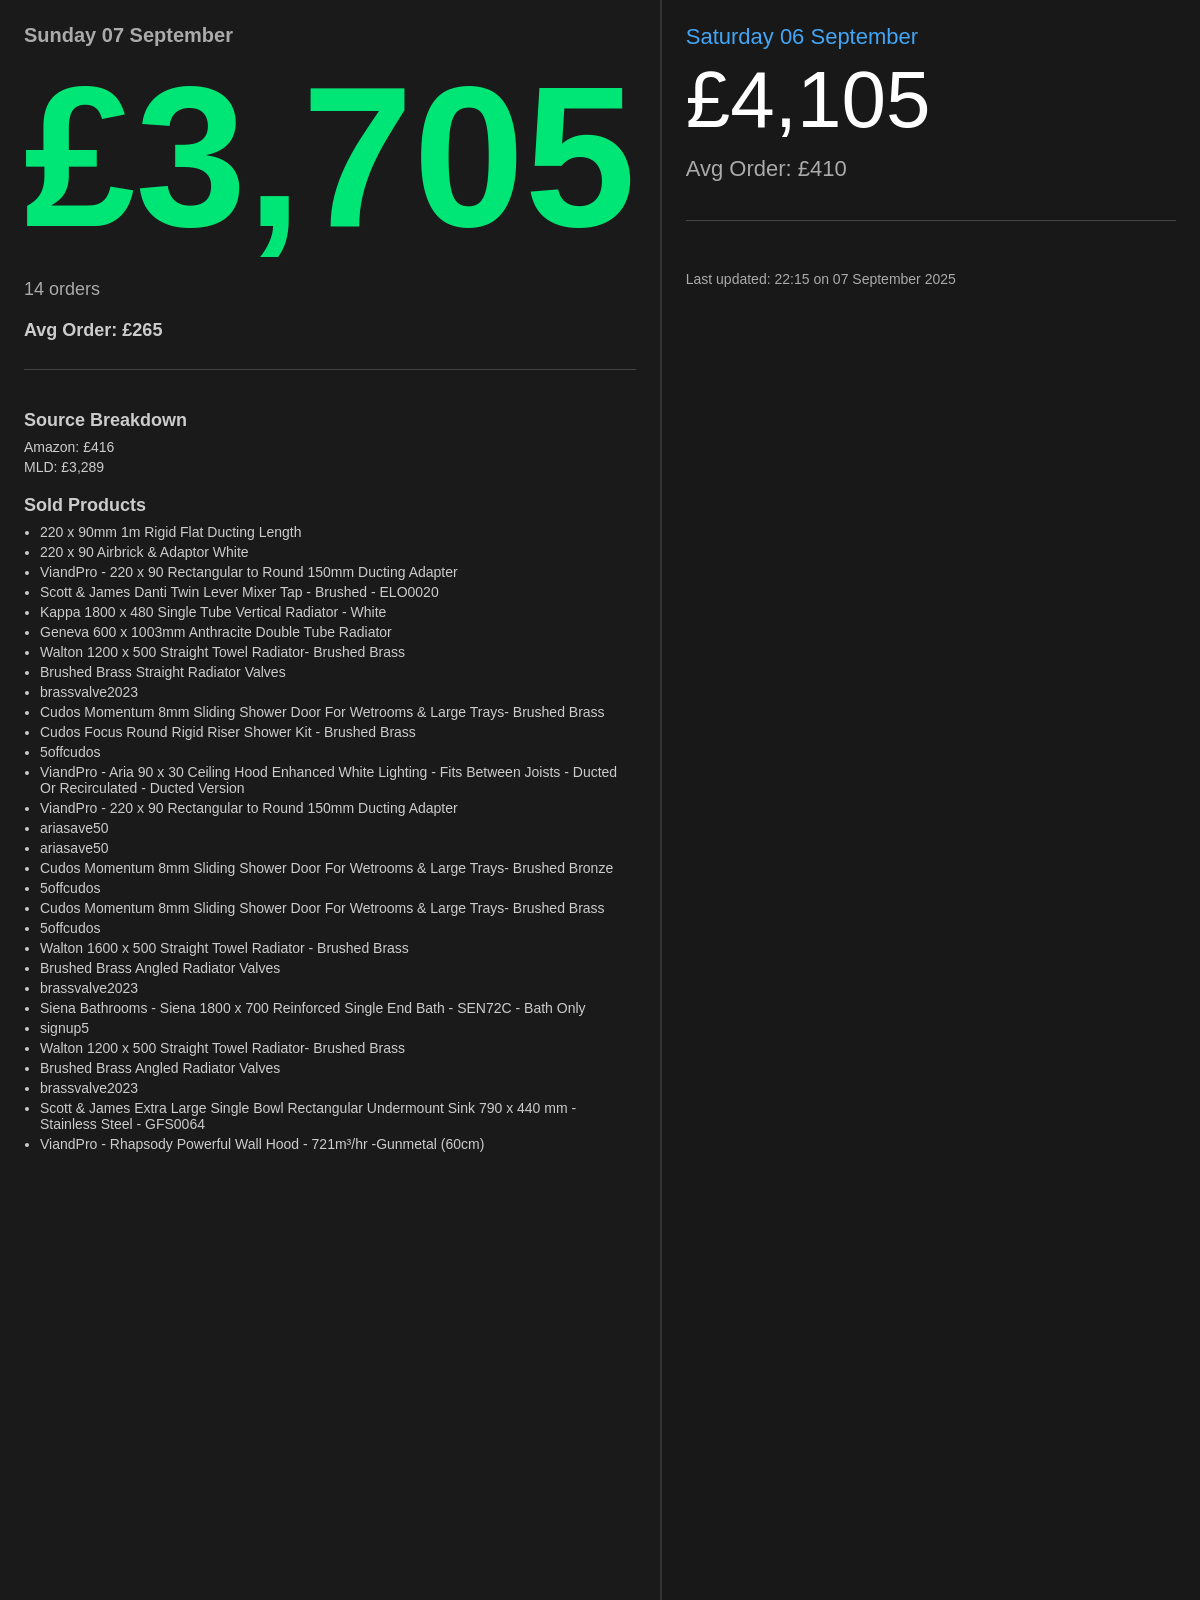 Sunday 07 September
£3,705
14 orders
Avg Order: £265
Source Breakdown
Amazon: £416
MLD: £3,289
Sold Products
• 220 x 90mm 1m Rigid Flat Ducting Length
• 220 x 90 Airbrick & Adaptor White
• ViandPro - 220 x 90 Rectangular to Round 150mm Ducting Adapter
• Scott & James Danti Twin Lever Mixer Tap - Brushed - ELO0020
• Kappa 1800 x 480 Single Tube Vertical Radiator - White
• Geneva 600 x 1003mm Anthracite Double Tube Radiator
• Walton 1200 x 500 Straight Towel Radiator- Brushed Brass
• Brushed Brass Straight Radiator Valves
• brassvalve2023
• Cudos Momentum 8mm Sliding Shower Door For Wetrooms & Large Trays- Brushed Brass
• Cudos Focus Round Rigid Riser Shower Kit - Brushed Brass
• 5offcudos
• ViandPro - Aria 90 x 30 Ceiling Hood Enhanced White Lighting - Fits Between Joists - Ducted
Or Recirculated - Ducted Version
• ViandPro - 220 x 90 Rectangular to Round 150mm Ducting Adapter
• ariasave50
• ariasave50
• Cudos Momentum 8mm Sliding Shower Door For Wetrooms & Large Trays- Brushed Bronze
• 5offcudos
• Cudos Momentum 8mm Sliding Shower Door For Wetrooms & Large Trays- Brushed Brass
• 5offcudos
• Walton 1600 x 500 Straight Towel Radiator - Brushed Brass
• Brushed Brass Angled Radiator Valves
• brassvalve2023
• Siena Bathrooms - Siena 1800 x 700 Reinforced Single End Bath - SEN72C - Bath Only
• signup5
• Walton 1200 x 500 Straight Towel Radiator- Brushed Brass
• Brushed Brass Angled Radiator Valves
• brassvalve2023
• Scott & James Extra Large Single Bowl Rectangular Undermount Sink 790 x 440 mm -
Stainless Steel - GFS0064
• ViandPro - Rhapsody Powerful Wall Hood - 721m³/hr -Gunmetal (60cm)
Saturday 06 September
£4,105
Avg Order: £410
Last updated: 22:15 on 07 September 2025